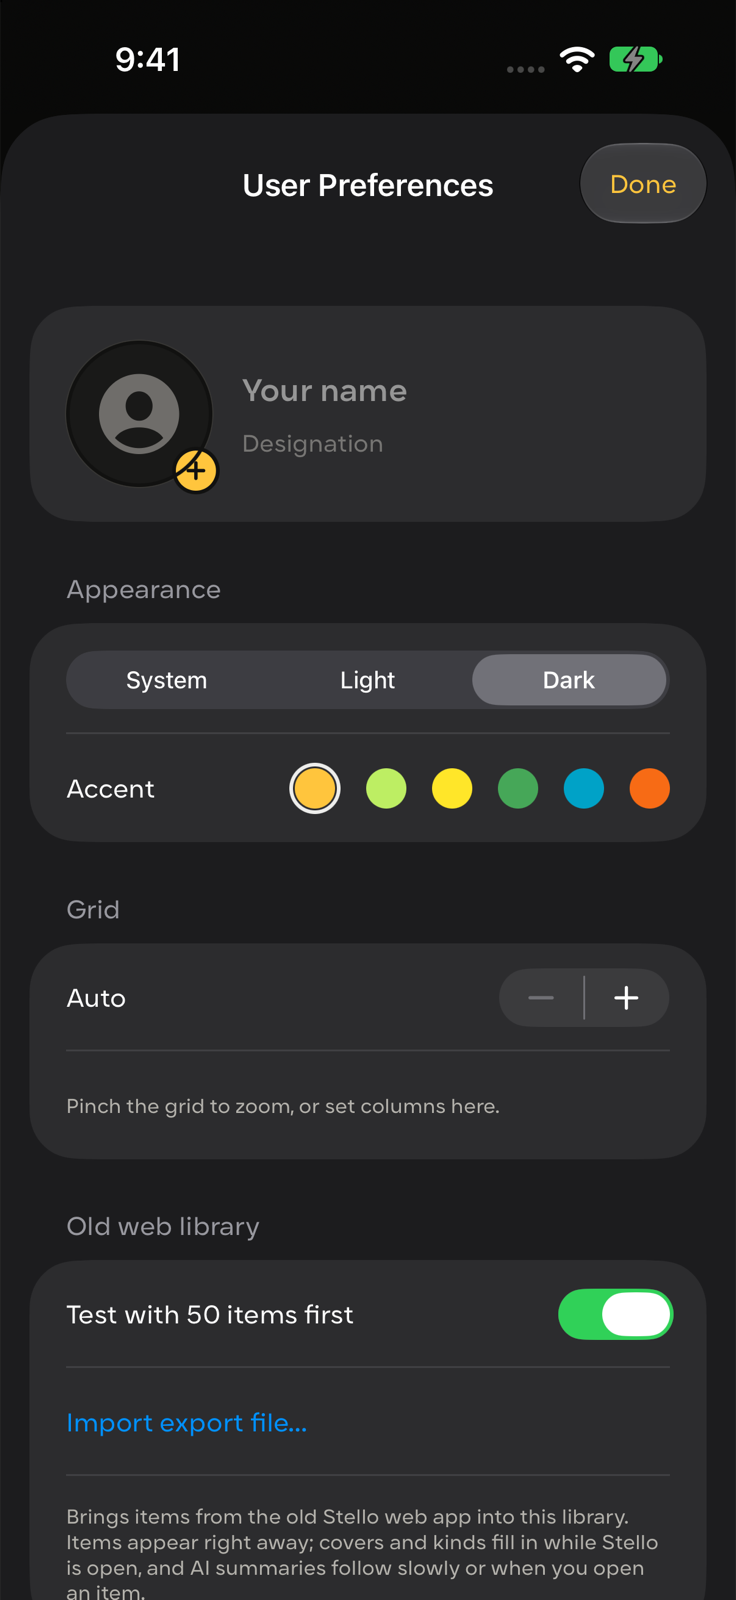 9:41
User Preferences
Done
Your name
Designation
Appearance
System
Light
Dark
Accent
Grid
Auto
Pinch the grid to zoom, or set columns here.
Old web library
Test with 50 items first
Import export file...
Brings items from the old Stello web app into this library.
Items appear right away; covers and kinds fill in while Stello
is open, and AI summaries follow slowly or when you open
an item.